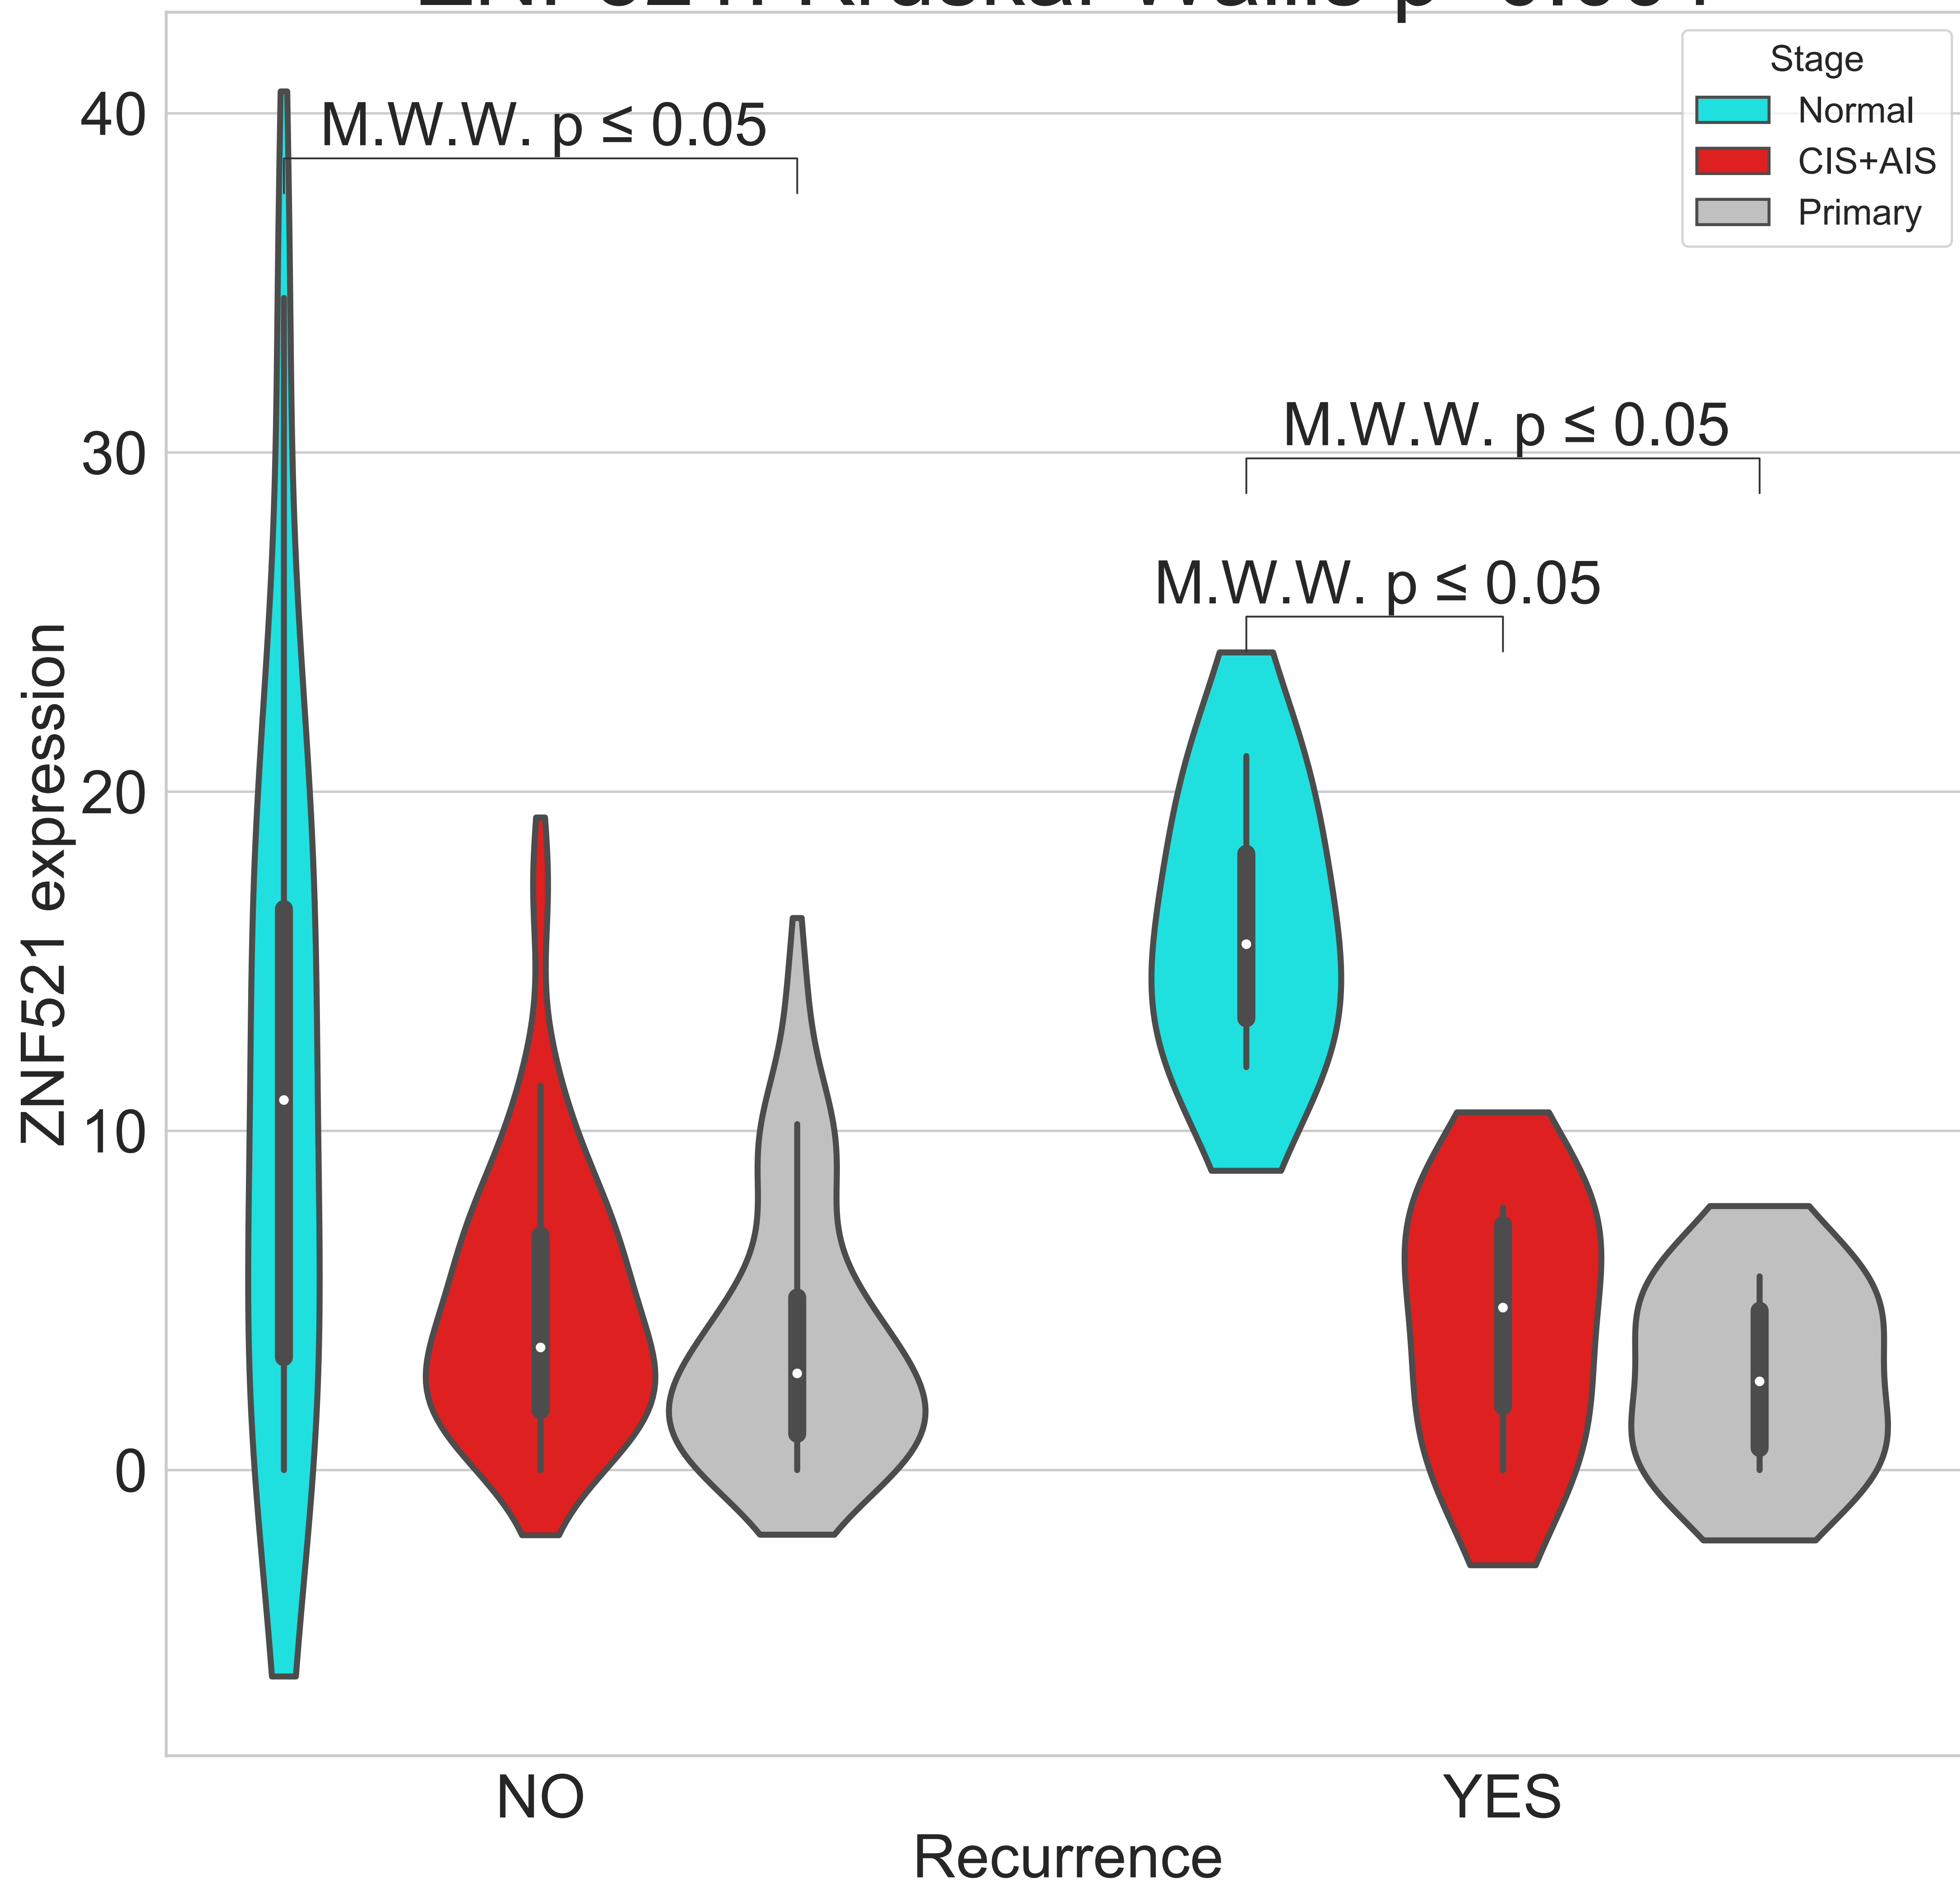 40
30
20
10
0
ZNF521 expression
M.W.W. p ≤ 0.05
M.W.W. p ≤ 0.05
M.W.W. p ≤ 0.05
Stage
Normal
CIS+AIS
Primary
NO
YES
Recurrence